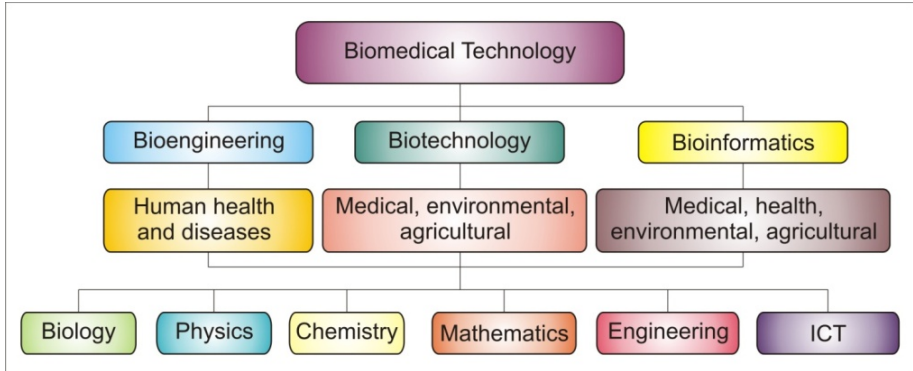 Biomedical Technology
Bioengineering
Biotechnology
Bioinformatics
Human health
and diseases
Medical, environmental,
agricultural
Medical, health,
environmental, agricultural
Biology
Physics
Chemistry
Mathematics
Engineering
ICT